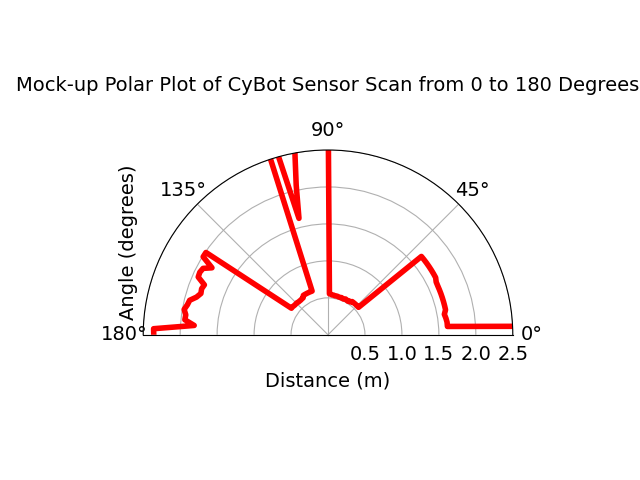 Mock-up Polar Plot of CyBot Sensor Scan from 0 to 180 Degrees
90°
135°
45°
Angle (degrees)
180°
0°
0.5 1.0 1.5 2.0 2.5
Distance (m)